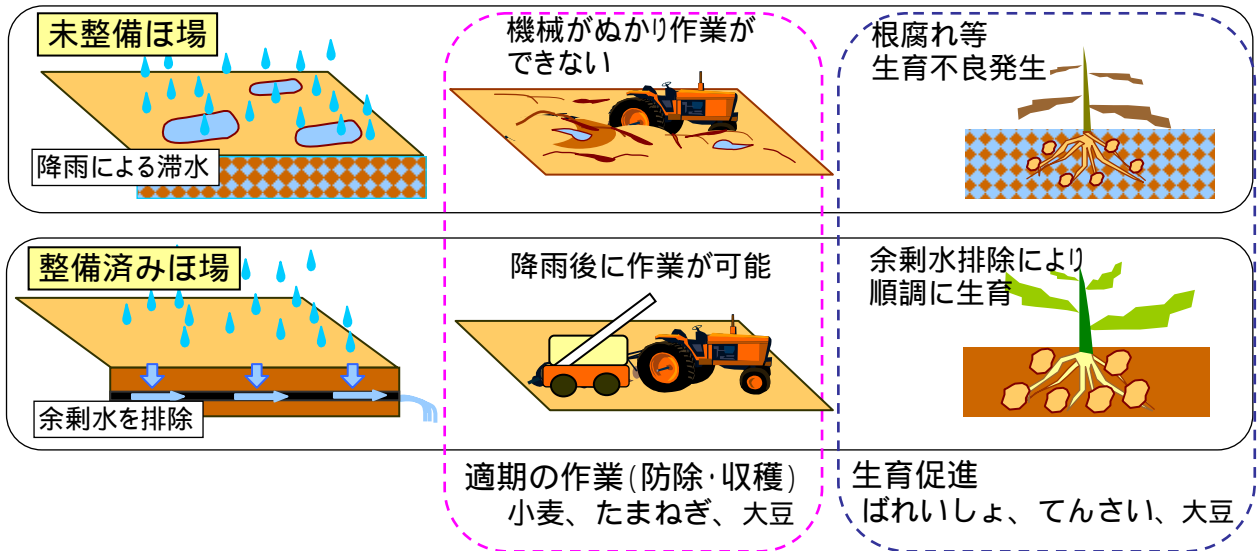 未整備ほ場
降雨による滞水
機械がぬかり作業が
できない
根腐れ等
生育不良発生
整備済みほ場
余剰水を排除
降雨後に作業が可能
余剰水排除により
順調に生育
適期の作業(防除･収穫)
小麦、たまねぎ、大豆
生育促進
ばれいしょ、てんさい、大豆